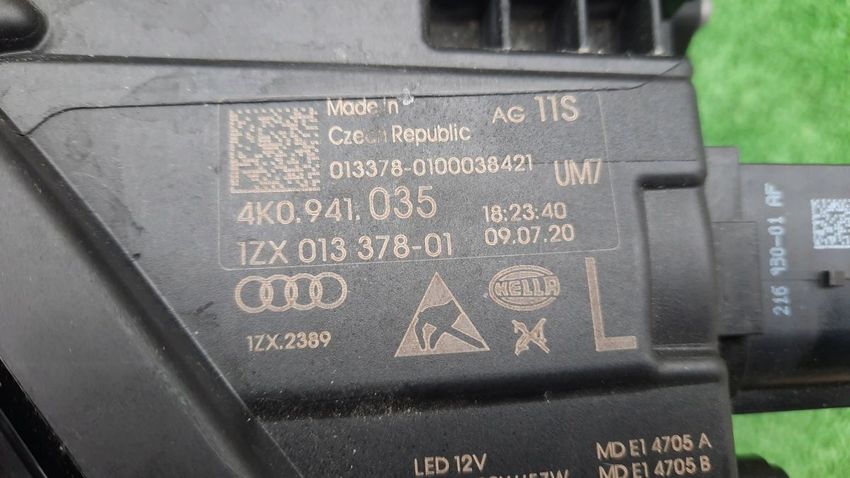 Made in
Czech Republic
AG 11S
013378-0100038421
UM7
4K0.941.035
18:23:40
1ZX 013 378-01
09.07.20
HELLA
1ZX.2389
L
LED 12V
MD E1 4705 A
MD E1 4705 B
216 930-01 AF